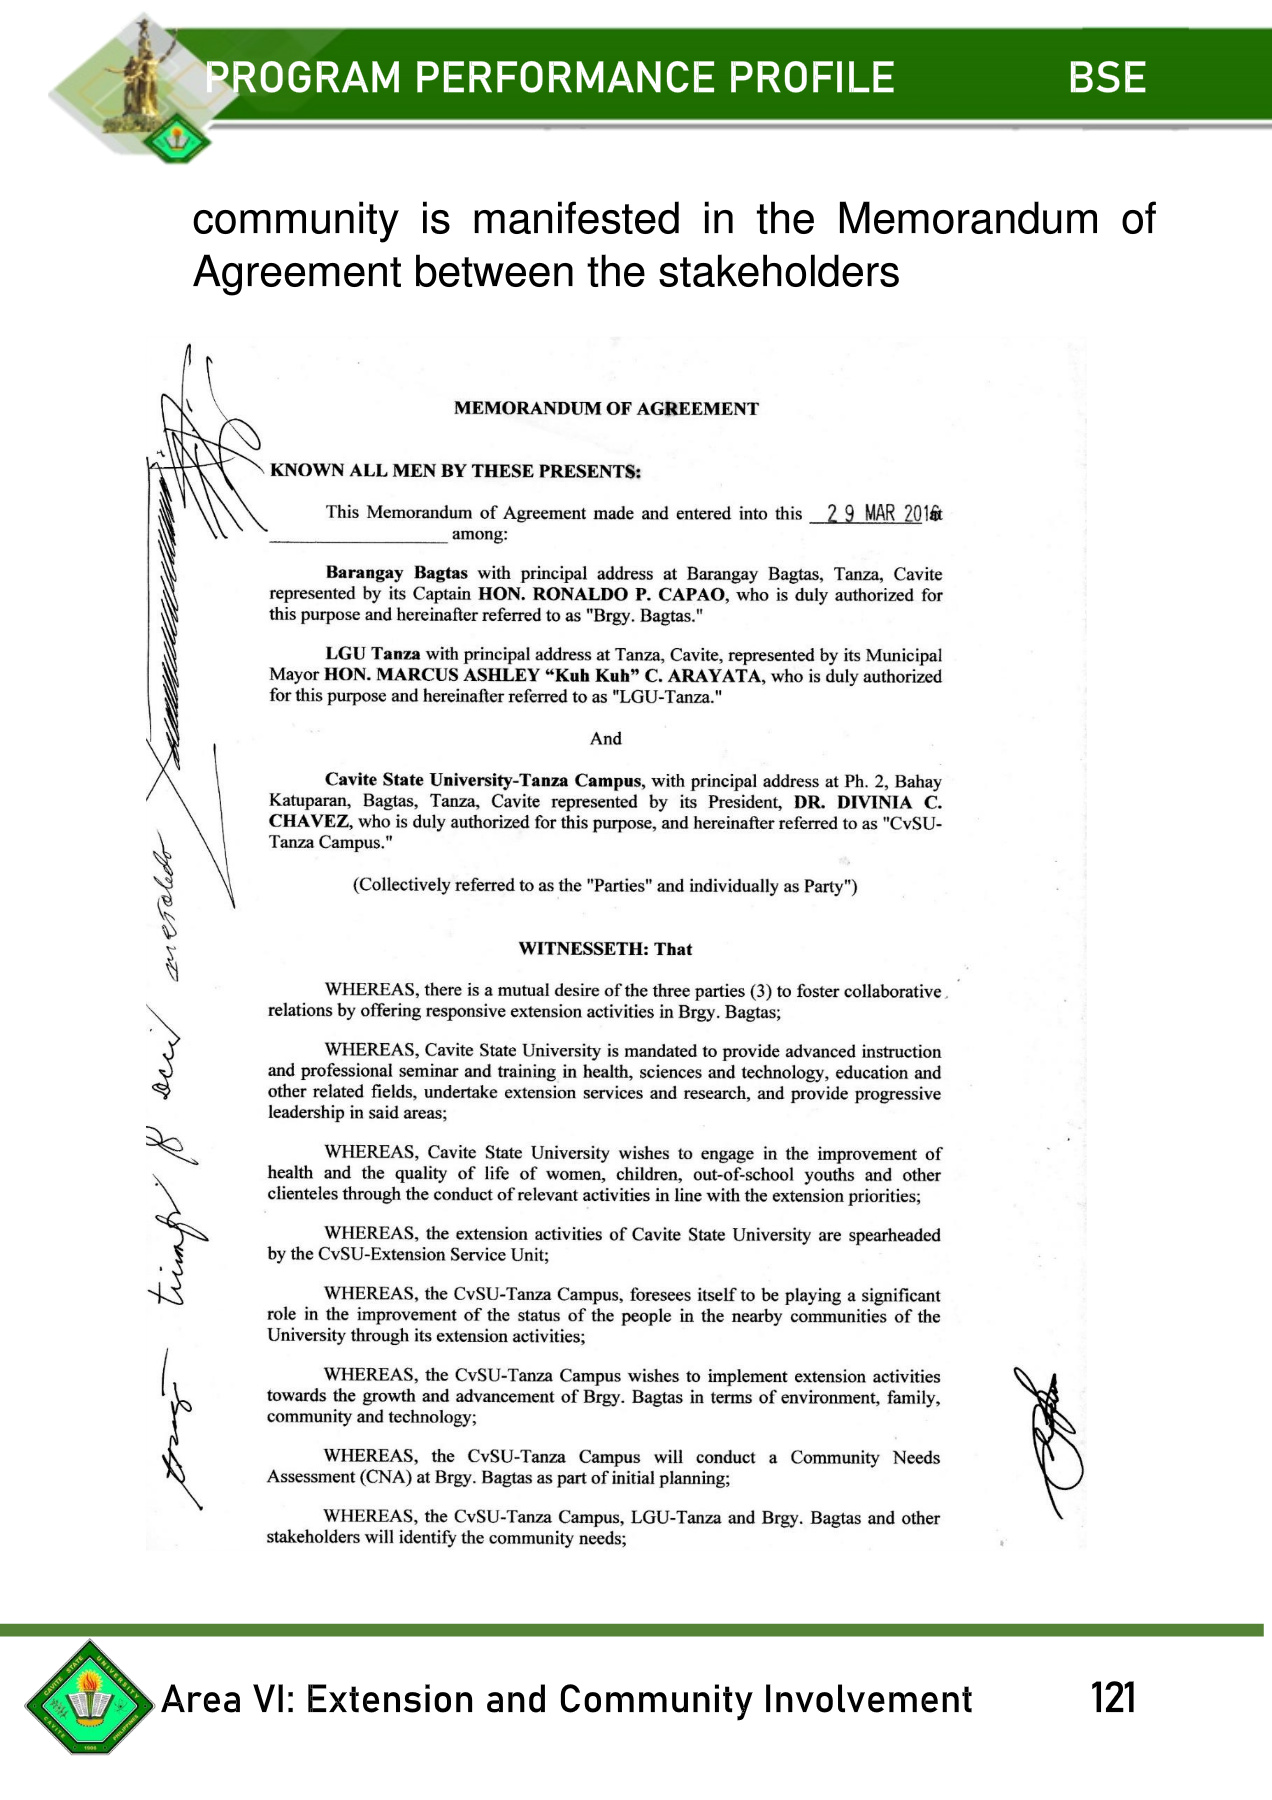 PROGRAM PERFORMANCE PROFILE BSE
community is manifested in the Memorandum of
Agreement between the stakeholders
MEMORANDUM OF AGREEMENT
KNOWN ALL MEN BY THESE PRESENTS:
This Memorandum of Agreement made and entered into this 29 MAR 2016 at
____________________ among:
Barangay Bagtas with principal address at Barangay Bagtas, Tanza, Cavite
represented by its Captain HON. RONALDO P. CAPAO, who is duly authorized for
this purpose and hereinafter referred to as "Brgy. Bagtas."
LGU Tanza with principal address at Tanza, Cavite, represented by its Municipal
Mayor HON. MARCUS ASHLEY “Kuh Kuh” C. ARAYATA, who is duly authorized
for this purpose and hereinafter referred to as "LGU-Tanza."
And
Cavite State University-Tanza Campus, with principal address at Ph. 2, Bahay
Katuparan, Bagtas, Tanza, Cavite represented by its President, DR. DIVINIA C.
CHAVEZ, who is duly authorized for this purpose, and hereinafter referred to as "CvSU-
Tanza Campus."
(Collectively referred to as the "Parties" and individually as Party")
WITNESSETH: That
WHEREAS, there is a mutual desire of the three parties (3) to foster collaborative
relations by offering responsive extension activities in Brgy. Bagtas;
WHEREAS, Cavite State University is mandated to provide advanced instruction
and professional seminar and training in health, sciences and technology, education and
other related fields, undertake extension services and research, and provide progressive
leadership in said areas;
WHEREAS, Cavite State University wishes to engage in the improvement of
health and the quality of life of women, children, out-of-school youths and other
clienteles through the conduct of relevant activities in line with the extension priorities;
WHEREAS, the extension activities of Cavite State University are spearheaded
by the CvSU-Extension Service Unit;
WHEREAS, the CvSU-Tanza Campus, foresees itself to be playing a significant
role in the improvement of the status of the people in the nearby communities of the
University through its extension activities;
WHEREAS, the CvSU-Tanza Campus wishes to implement extension activities
towards the growth and advancement of Brgy. Bagtas in terms of environment, family,
community and technology;
WHEREAS, the CvSU-Tanza Campus will conduct a Community Needs
Assessment (CNA) at Brgy. Bagtas as part of initial planning;
WHEREAS, the CvSU-Tanza Campus, LGU-Tanza and Brgy. Bagtas and other
stakeholders will identify the community needs;
CAVITE STATE UNIVERSITY
Area VI: Extension and Community Involvement 121